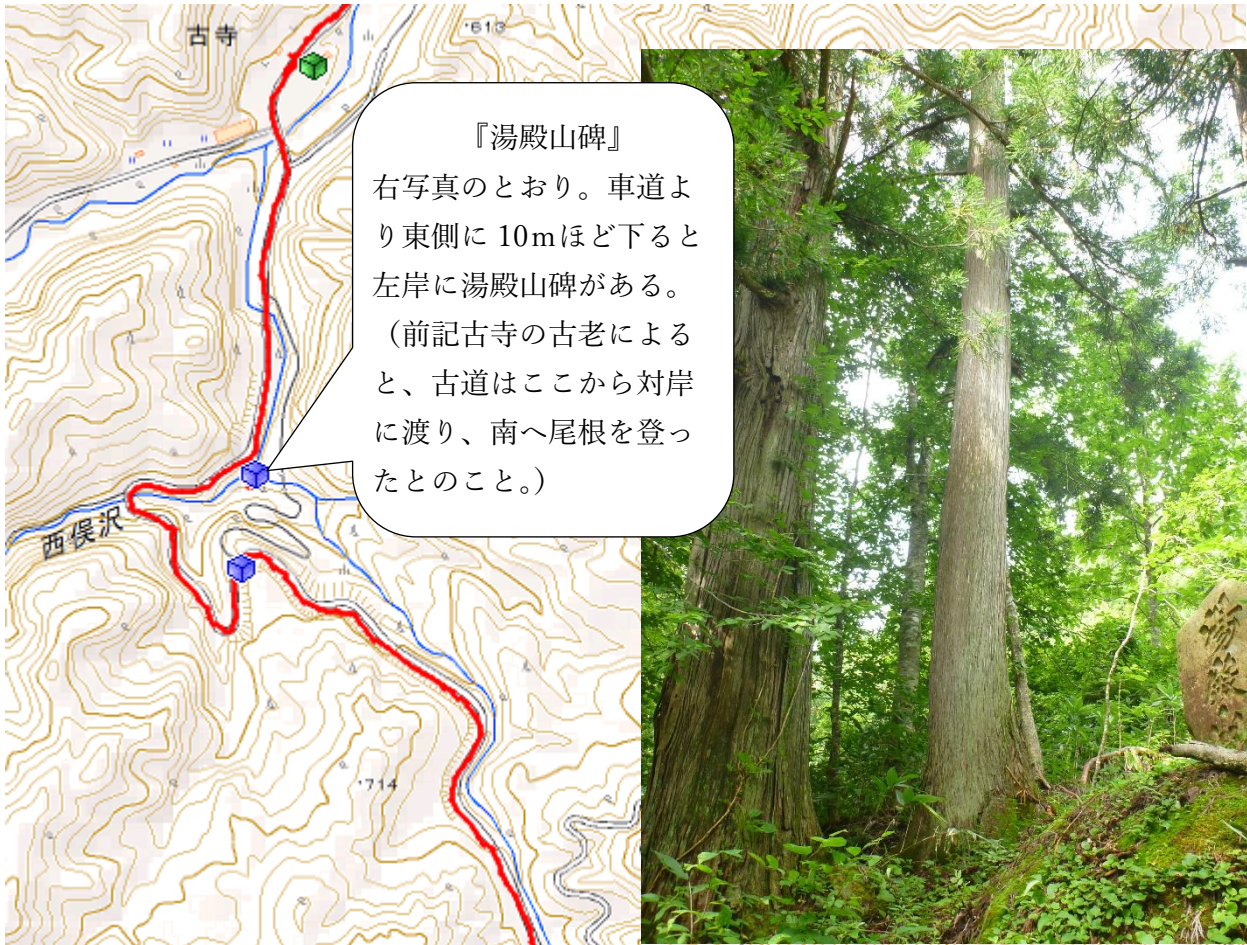 古寺
・613
『湯殿山碑』
右写真のとおり。車道よ
り東側に 10ｍほど下ると
左岸に湯殿山碑がある。
（前記古寺の古老による
と、古道はここから対岸
に渡り、南へ尾根を登っ
たとのこと。）
西俣沢
・714
湯殿